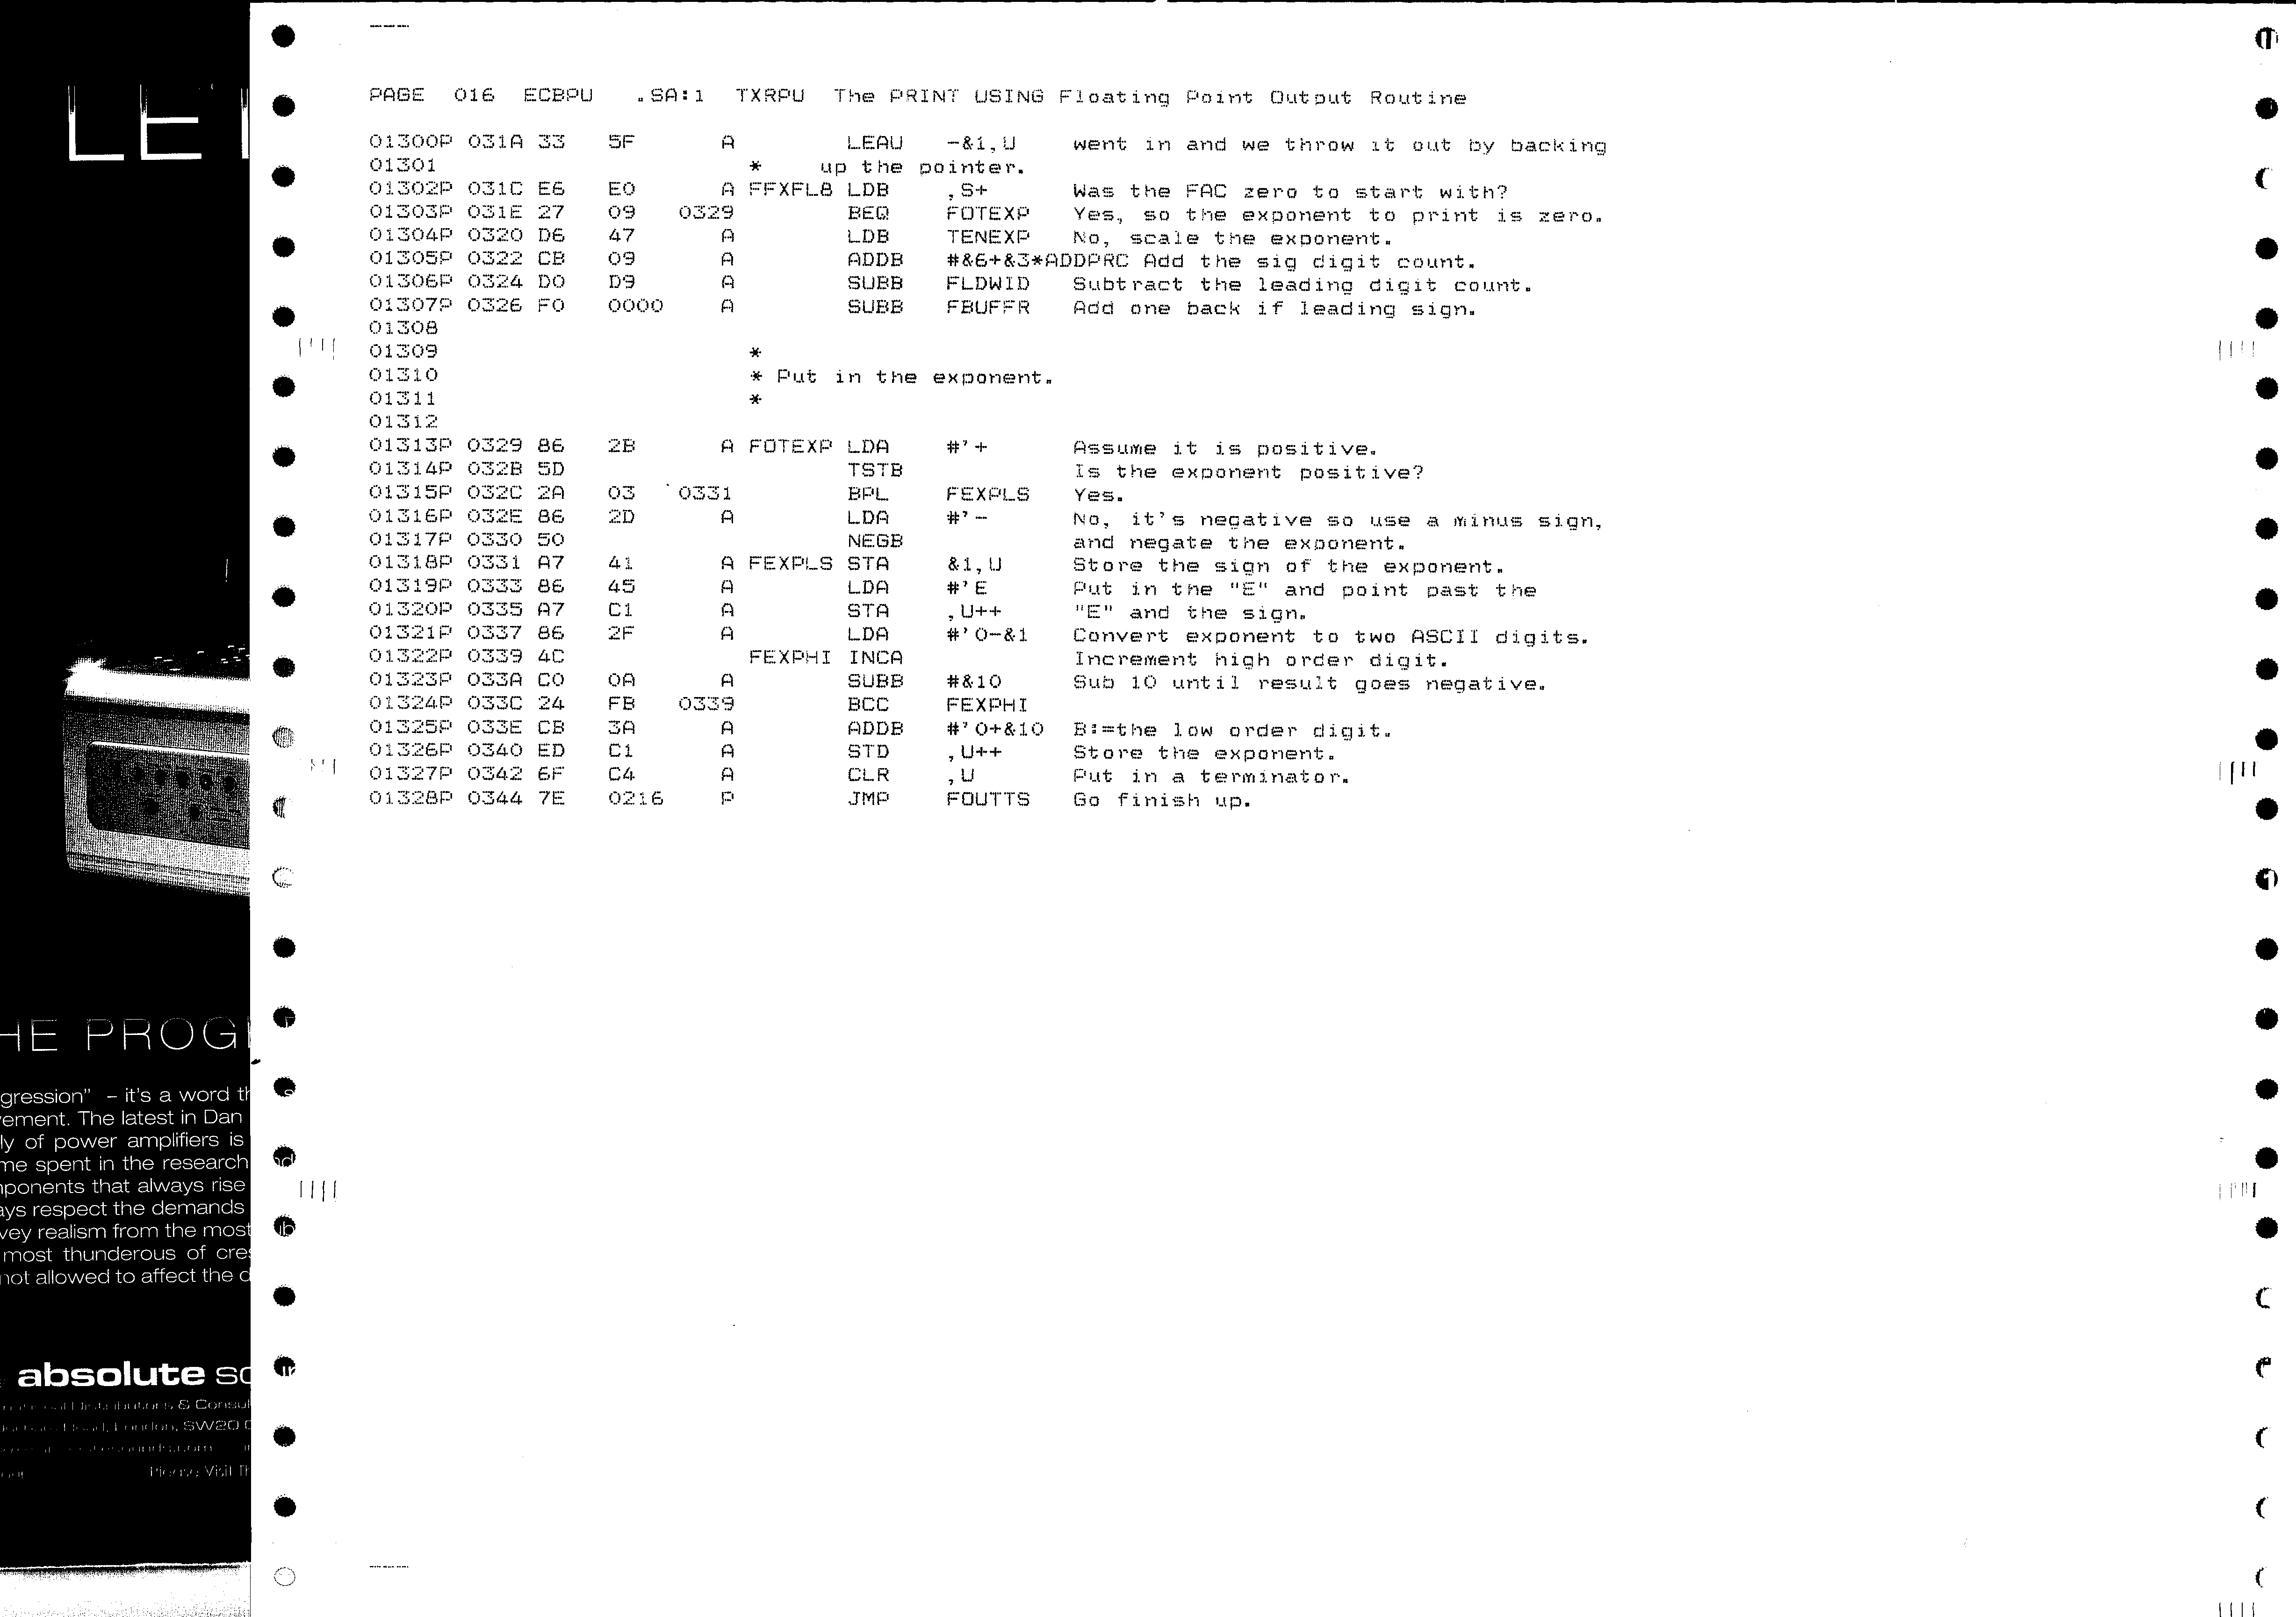 PAGE  016  ECBPU   .SA:1  TXRPU  The PRINT USING Floating Point Output Routine
01300P 031A 33   5F       A        LEAU   -&1,U   went in and we throw it out by backing
01301                       *    up the pointer.
01302P 031C E6   E0       A FFXFL8 LDB    ,S+     Was the FAC zero to start with?
01303P 031E 27   09   0329         BEQ    FOTEXP  Yes, so the exponent to print is zero.
01304P 0320 D6   47       A        LDB    TENEXP  No, scale the exponent.
01305P 0322 CB   09       A        ADDB   #&6+&3*ADDPRC Add the sig digit count.
01306P 0324 D0   D9       A        SUBB   FLDWID  Subtract the leading digit count.
01307P 0326 F0   0000     A        SUBB   FBUFFR  Add one back if leading sign.
01308
01309                       *
01310                       * Put in the exponent.
01311                       *
01312
01313P 0329 86   2B       A FOTEXP LDA    #'+     Assume it is positive.
01314P 032B 5D                     TSTB           Is the exponent positive?
01315P 032C 2A   03   0331         BPL    FEXPLS  Yes.
01316P 032E 86   2D       A        LDA    #'-     No, it's negative so use a minus sign,
01317P 0330 50                     NEGB           and negate the exponent.
01318P 0331 A7   41       A FEXPLS STA    &1,U    Store the sign of the exponent.
01319P 0333 86   45       A        LDA    #'E     Put in the "E" and point past the
01320P 0335 A7   C1       A        STA    ,U++    "E" and the sign.
01321P 0337 86   2F       A        LDA    #'0-&1  Convert exponent to two ASCII digits.
01322P 0339 4C              FEXPHI INCA           Increment high order digit.
01323P 033A C0   0A       A        SUBB   #&10    Sub 10 until result goes negative.
01324P 033C 24   FB   0339         BCC    FEXPHI
01325P 033E CB   3A       A        ADDB   #'0+&10 B:=the low order digit.
01326P 0340 ED   C1       A        STD    ,U++    Store the exponent.
01327P 0342 6F   C4       A        CLR    ,U      Put in a terminator.
01328P 0344 7E   0216     P        JMP    FOUTTS  Go finish up.
LET
HE PROG
gression" – it's a word th
ement. The latest in Dan
ly of power amplifiers is
me spent in the research
ponents that always rise
ays respect the demands
vey realism from the most
most thunderous of cres
not allowed to affect the d
absolute so
& Consul
London, SW20
Please Visit Th